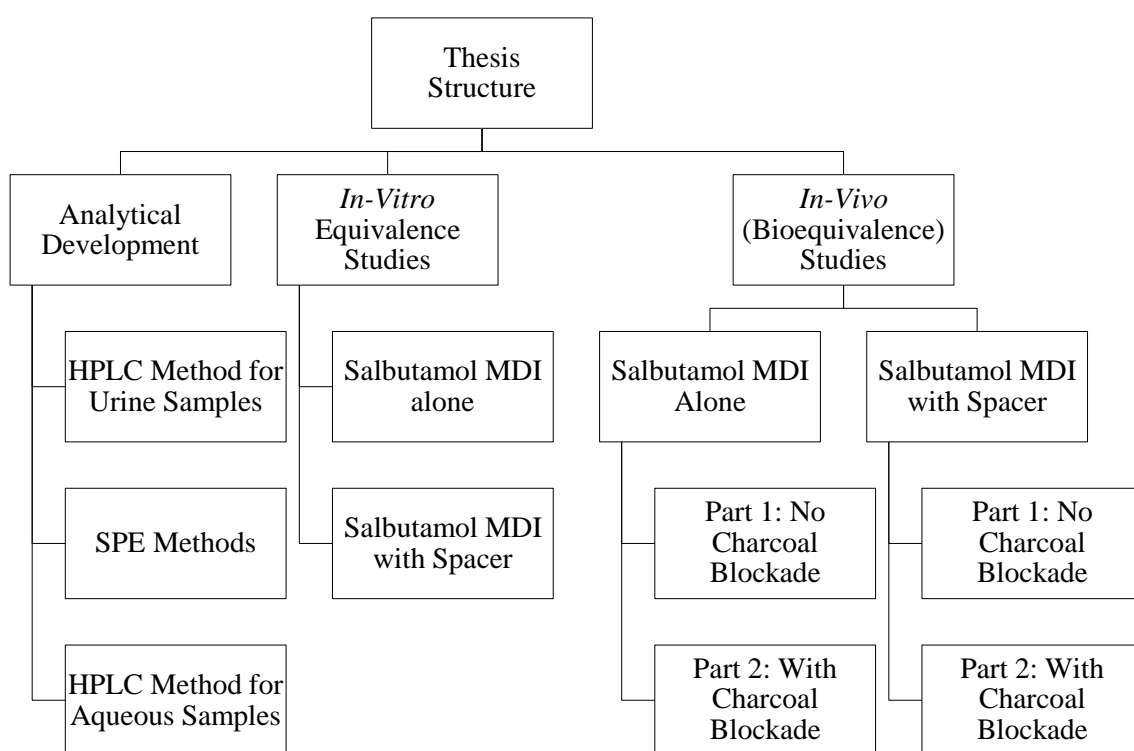 Thesis
Structure
Analytical
Development
In-Vitro
Equivalence
Studies
In-Vivo
(Bioequivalence)
Studies
HPLC Method for
Urine Samples
SPE Methods
HPLC Method for
Aqueous Samples
Salbutamol MDI
alone
Salbutamol MDI
with Spacer
Salbutamol MDI
Alone
Part 1: No
Charcoal
Blockade
Part 2: With
Charcoal
Blockade
Salbutamol MDI
with Spacer
Part 1: No
Charcoal
Blockade
Part 2: With
Charcoal
Blockade